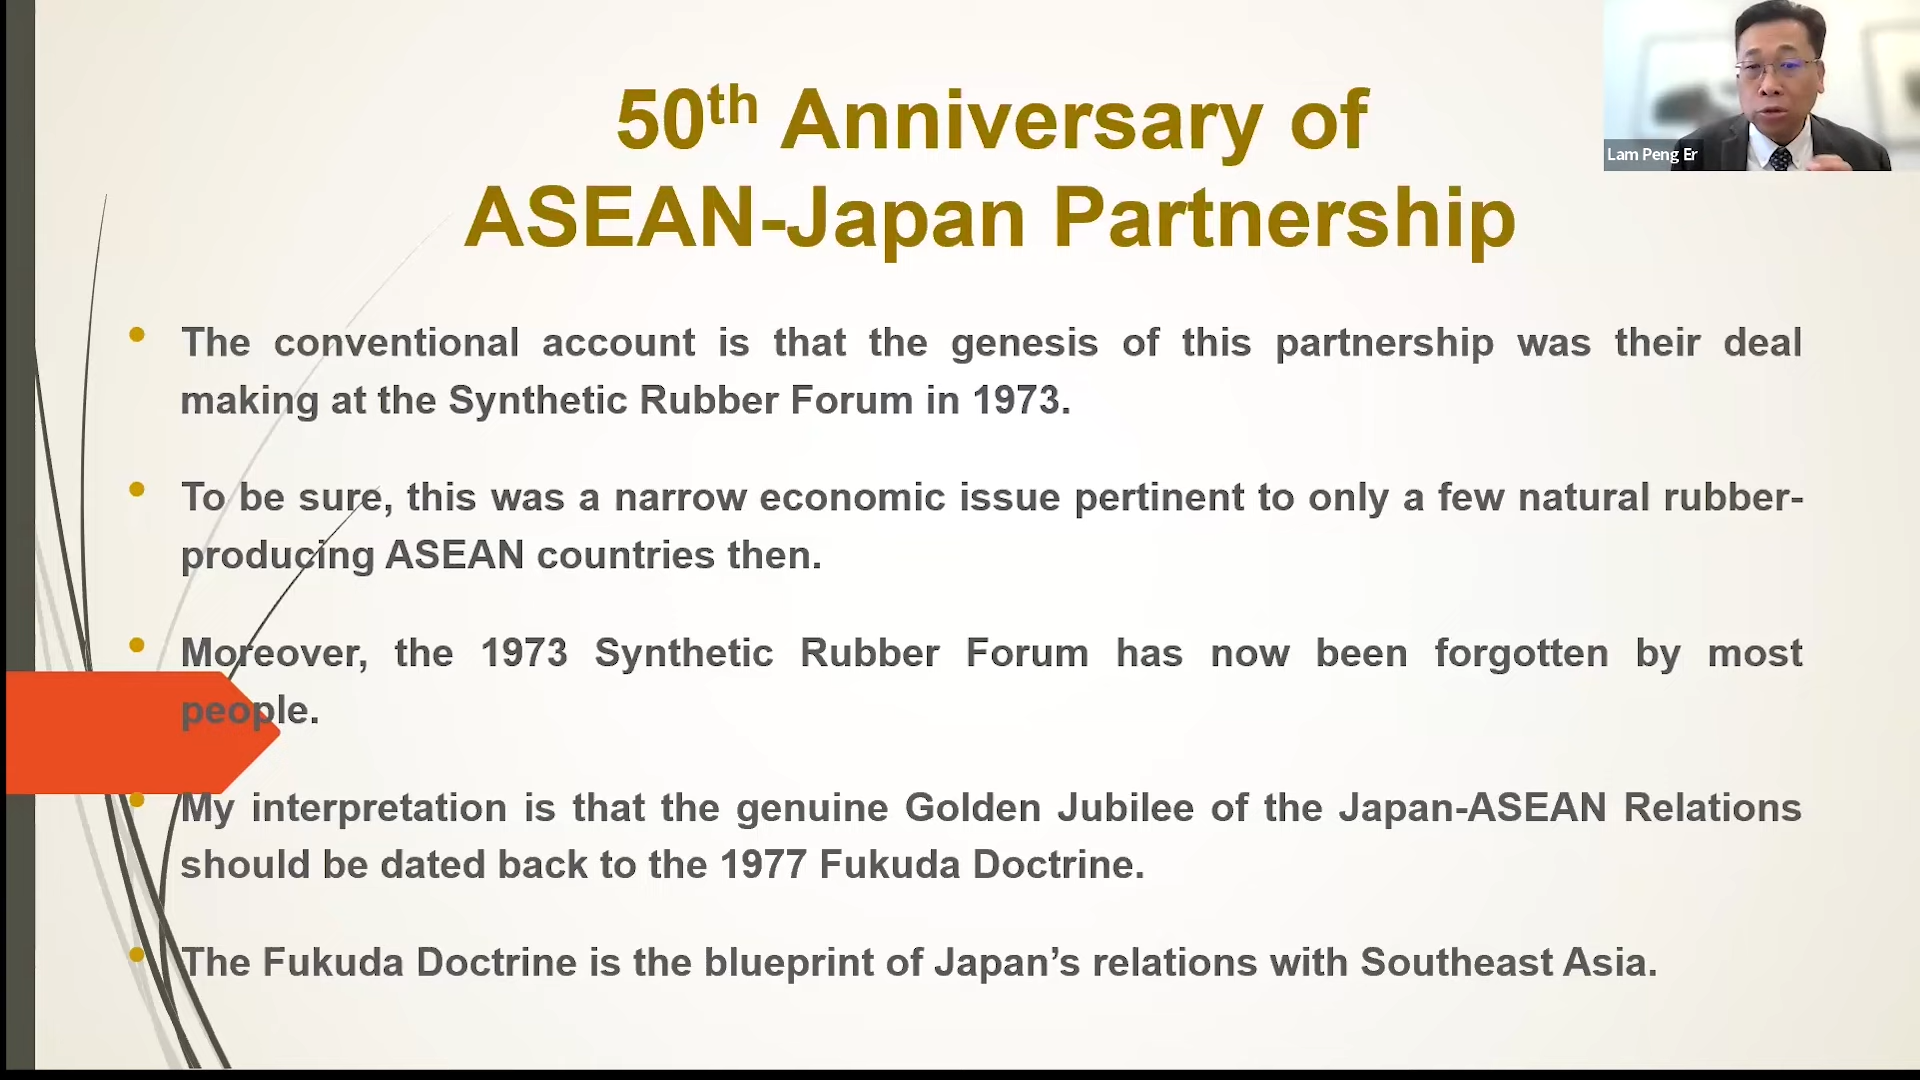 50th Anniversary of
ASEAN-Japan Partnership
Lam Peng Er
The conventional account is that the genesis of this partnership was their deal
making at the Synthetic Rubber Forum in 1973.
To be sure, this was a narrow economic issue pertinent to only a few natural rubber-
producing ASEAN countries then.
Moreover, the 1973 Synthetic Rubber Forum has now been forgotten by most
people.
My interpretation is that the genuine Golden Jubilee of the Japan-ASEAN Relations
should be dated back to the 1977 Fukuda Doctrine.
The Fukuda Doctrine is the blueprint of Japan’s relations with Southeast Asia.